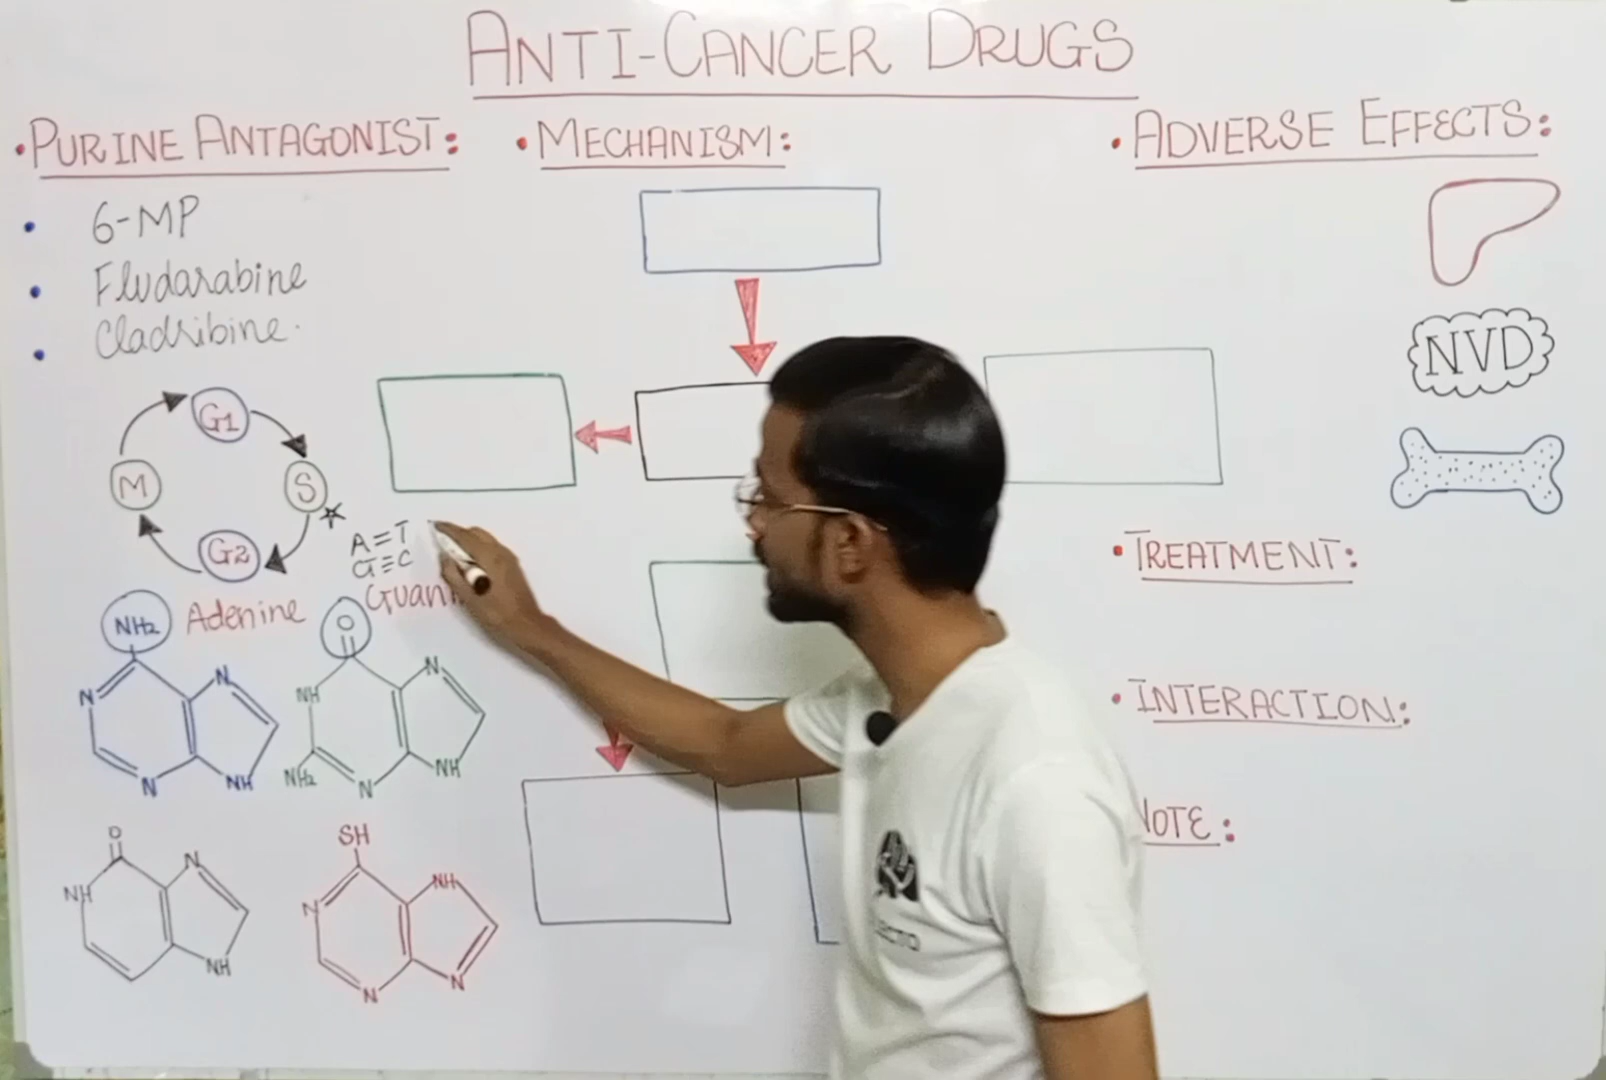 ANTI-CANCER DRUGS
• PURINE ANTAGONIST:
• 6-MP
• Fludarabine
• Cladribine.
G1
S
G2
M
A=T
G≡C
Adenine
NH2
N
N
N
NH
O
NH
N
NH2
N
NH
O
NH
N
NH
SH
N
NH
N
N
• MECHANISM:
• ADVERSE EFFECTS:
NVD
• TREATMENT:
• INTERACTION:
NOTE: